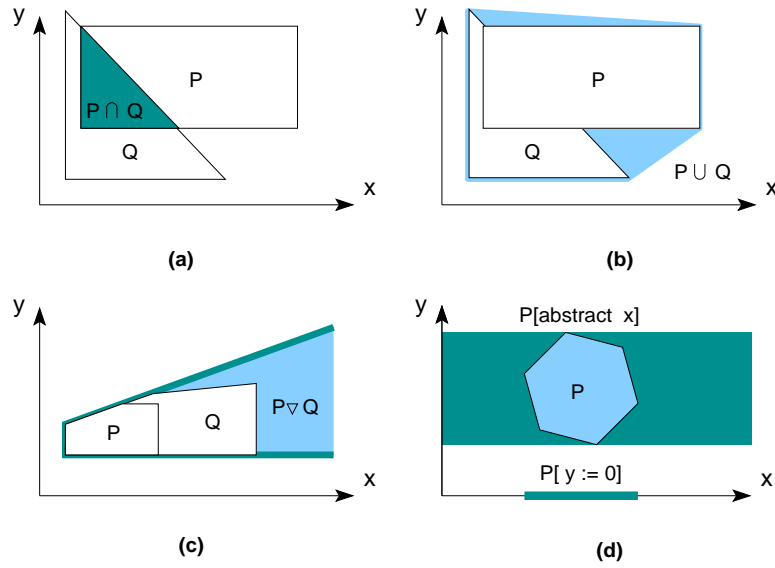 y
P
P ∩ Q
Q
x
(a)
y
P
Q
P ∪ Q
x
(b)
y
P
Q
P ▽ Q
x
(c)
y
P[abstract x]
P
P[ y := 0]
x
(d)